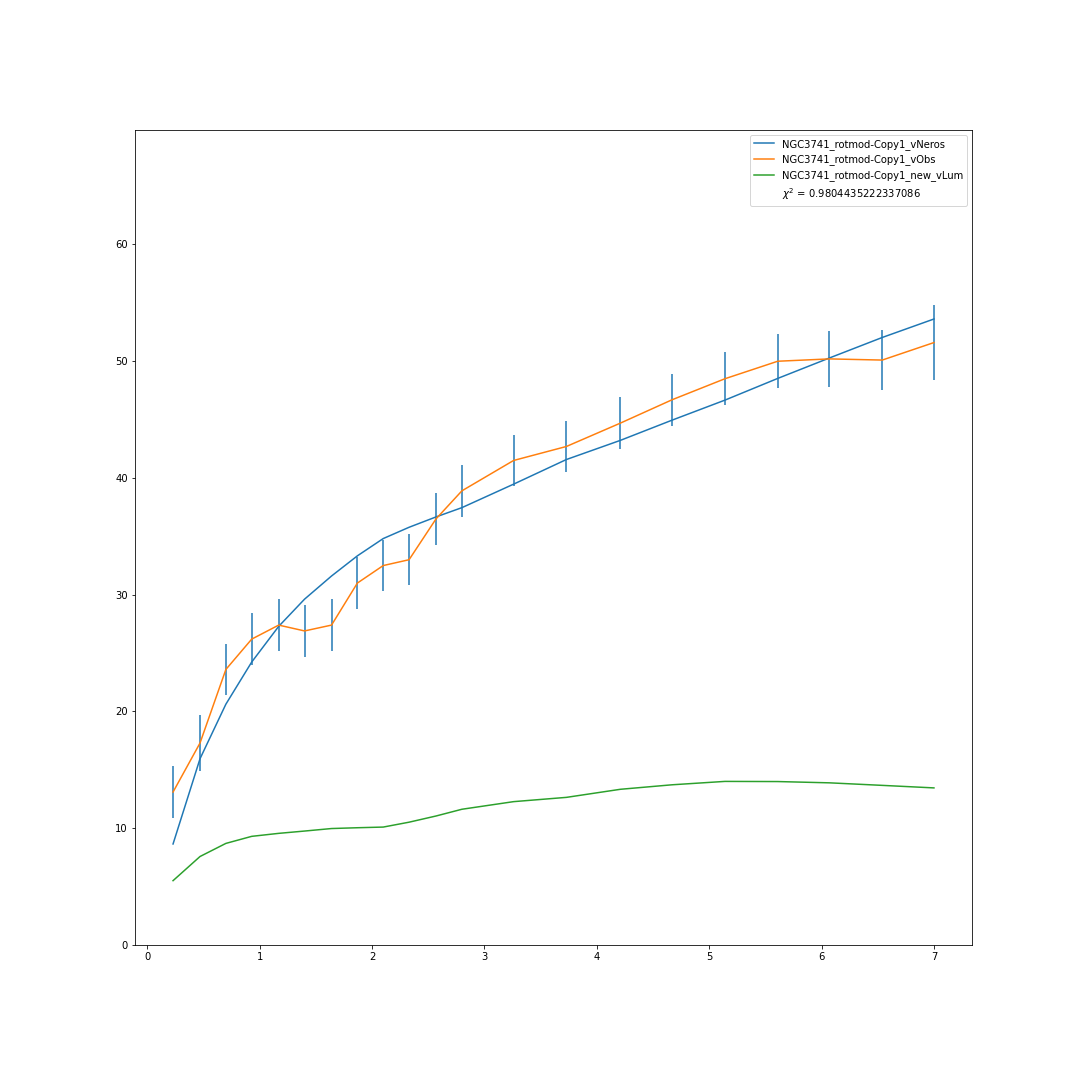 NGC3741_rotmod-Copy1_vNeros
NGC3741_rotmod-Copy1_vObs
NGC3741_rotmod-Copy1_new_vLum
χ² = 0.9804435222337086
60
50
40
30
20
10
0
0 1 2 3 4 5 6 7